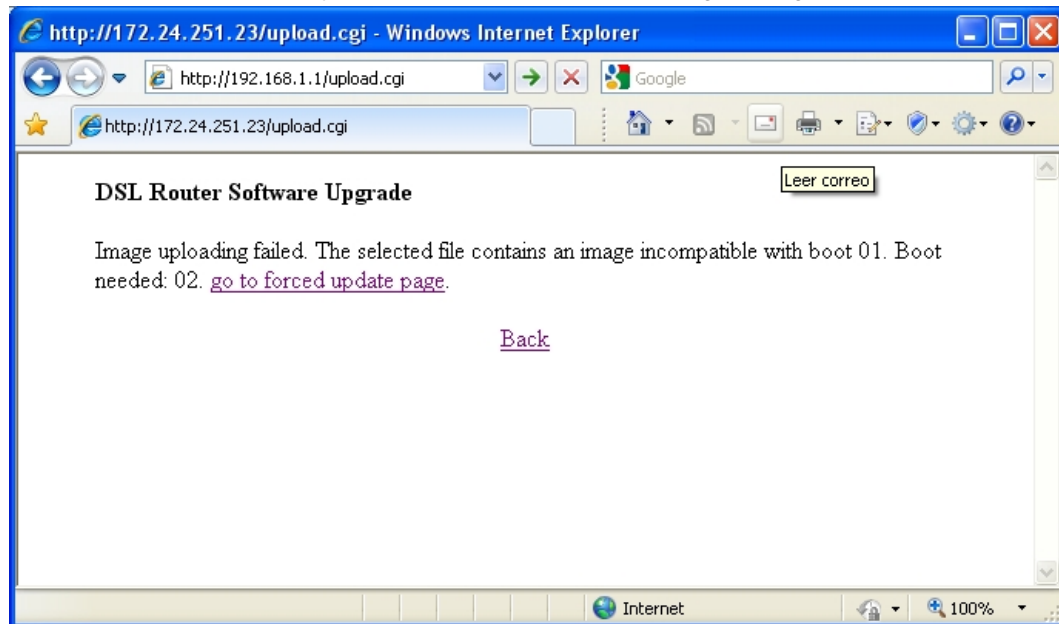 http://172.24.251.23/upload.cgi - Windows Internet Explorer
http://192.168.1.1/upload.cgi
Google
http://172.24.251.23/upload.cgi
Leer correo
DSL Router Software Upgrade
Image uploading failed. The selected file contains an image incompatible with boot 01. Boot
needed: 02. go to forced update page.
Back
Internet
100%